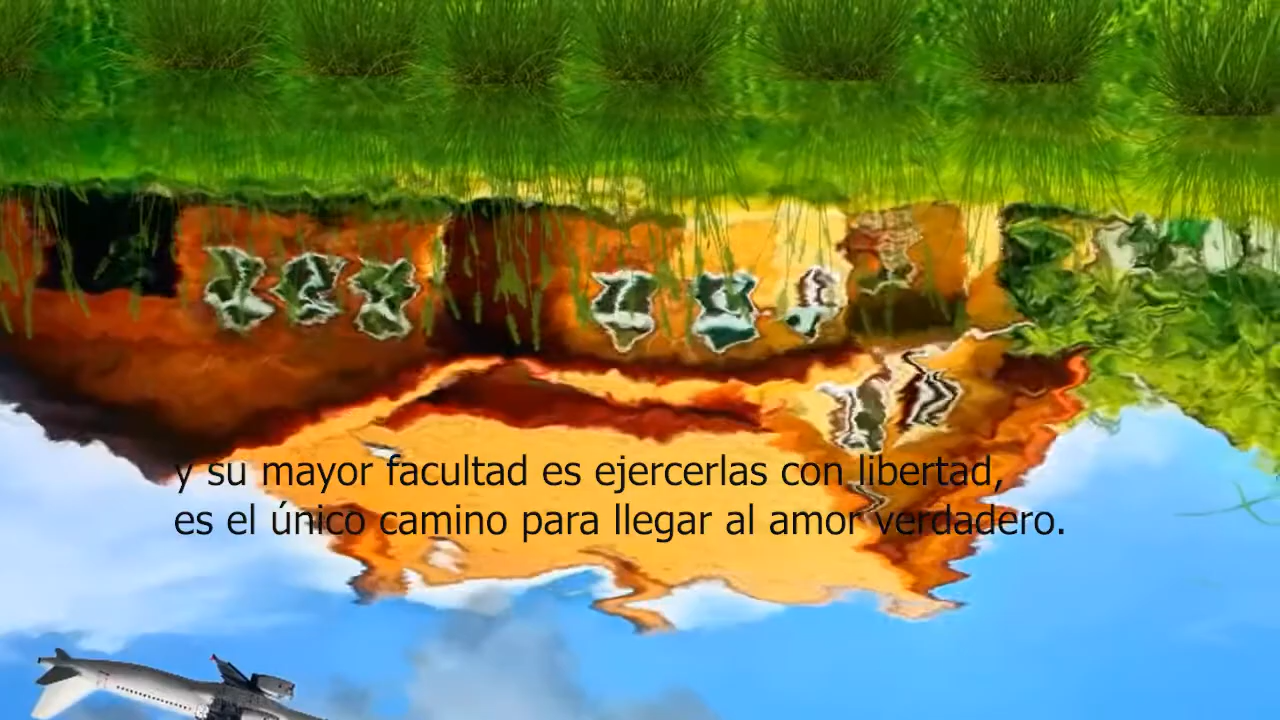 y su mayor facultad es ejercerlas con libertad,
es el único camino para llegar al amor verdadero.